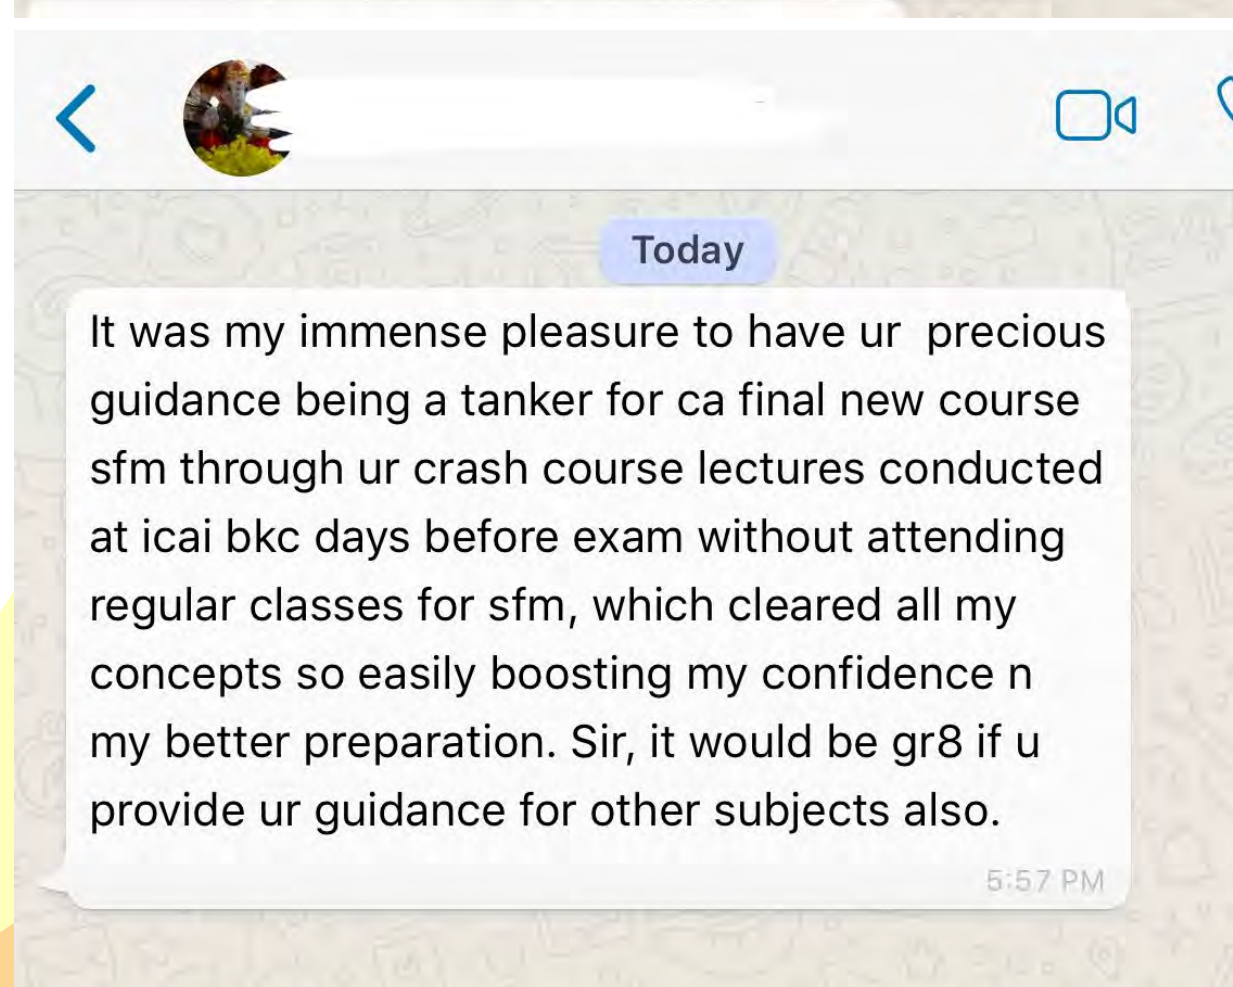 Today
It was my immense pleasure to have ur  precious
guidance being a tanker for ca final new course
sfm through ur crash course lectures conducted
at icai bkc days before exam without attending
regular classes for sfm, which cleared all my
concepts so easily boosting my confidence n
my better preparation. Sir, it would be gr8 if u
provide ur guidance for other subjects also.
5:57 PM